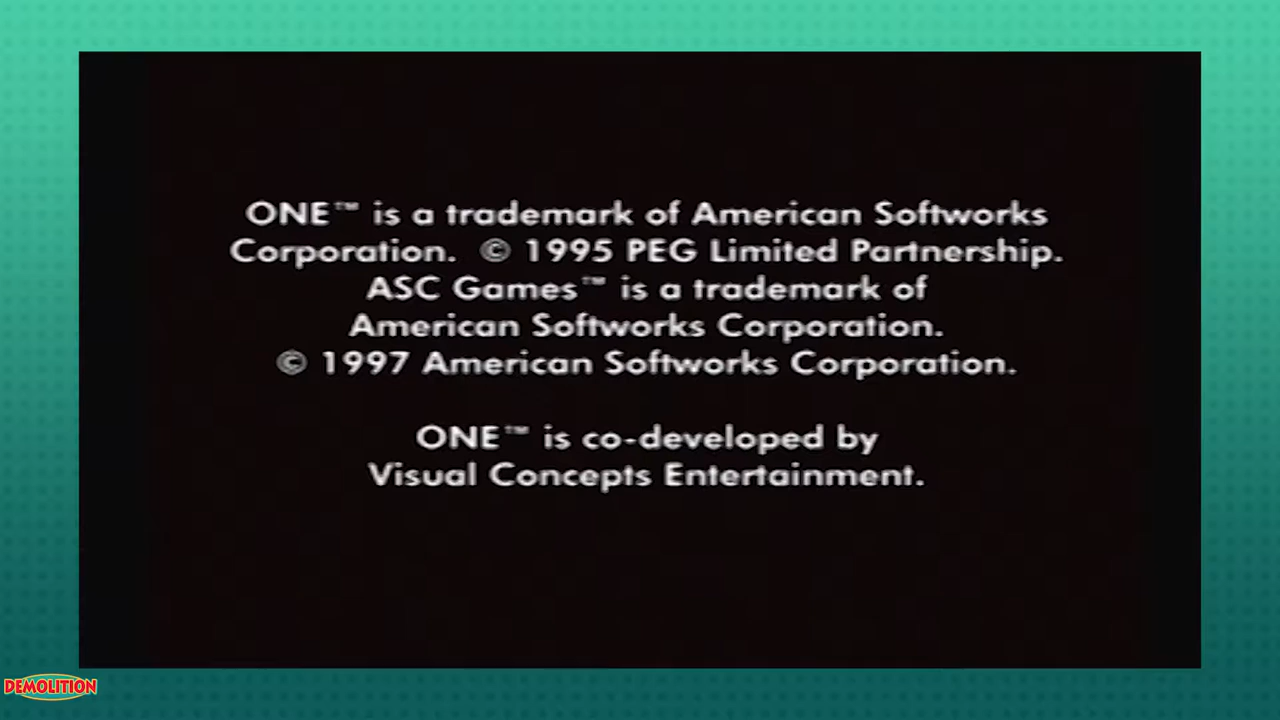 ONE™ is a trademark of American Softworks
Corporation. © 1995 PEG Limited Partnership.
ASC Games™ is a trademark of
American Softworks Corporation.
© 1997 American Softworks Corporation.
ONE™ is co-developed by
Visual Concepts Entertainment.
DEMOLITION